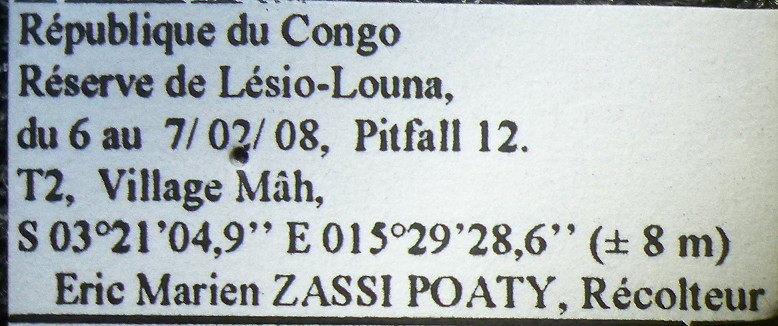 République du Congo
Réserve de Lésio-Louna,
du 6 au 7/ 02/ 08, Pitfall 12.
T2, Village Mâh,
S 03°21’04,9’’ E 015°29’28,6’’ (± 8 m)
Eric Marien ZASSI POATY, Récolteur